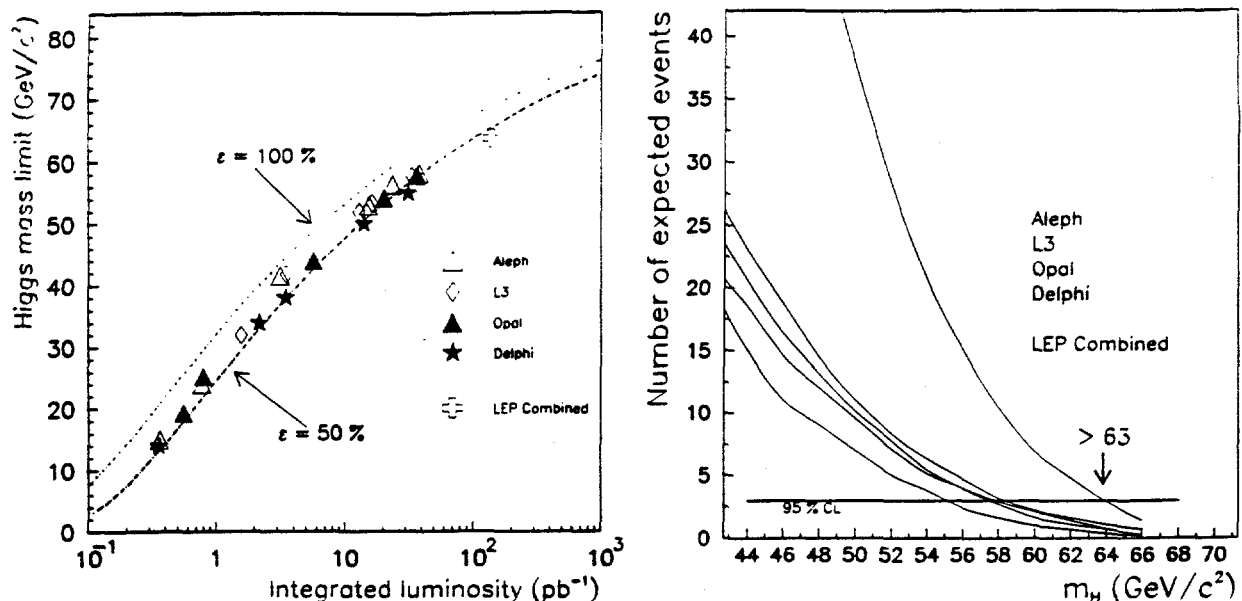 Higgs mass limit (GeV/c²)
80
70
60
50
40
30
20
10
0
ε = 100 %
ε = 50 %
Aleph
L3
Opal
Delphi
LEP Combined
10⁻¹
1
10
10²
10³
Integrated luminosity (pb⁻¹)
Number of expected events
40
35
30
25
20
15
10
5
0
Aleph
L3
Opal
Delphi
LEP Combined
> 63
95 % CL
44 46 48 50 52 54 56 58 60 62 64 66 68 70
m_H (GeV/c²)